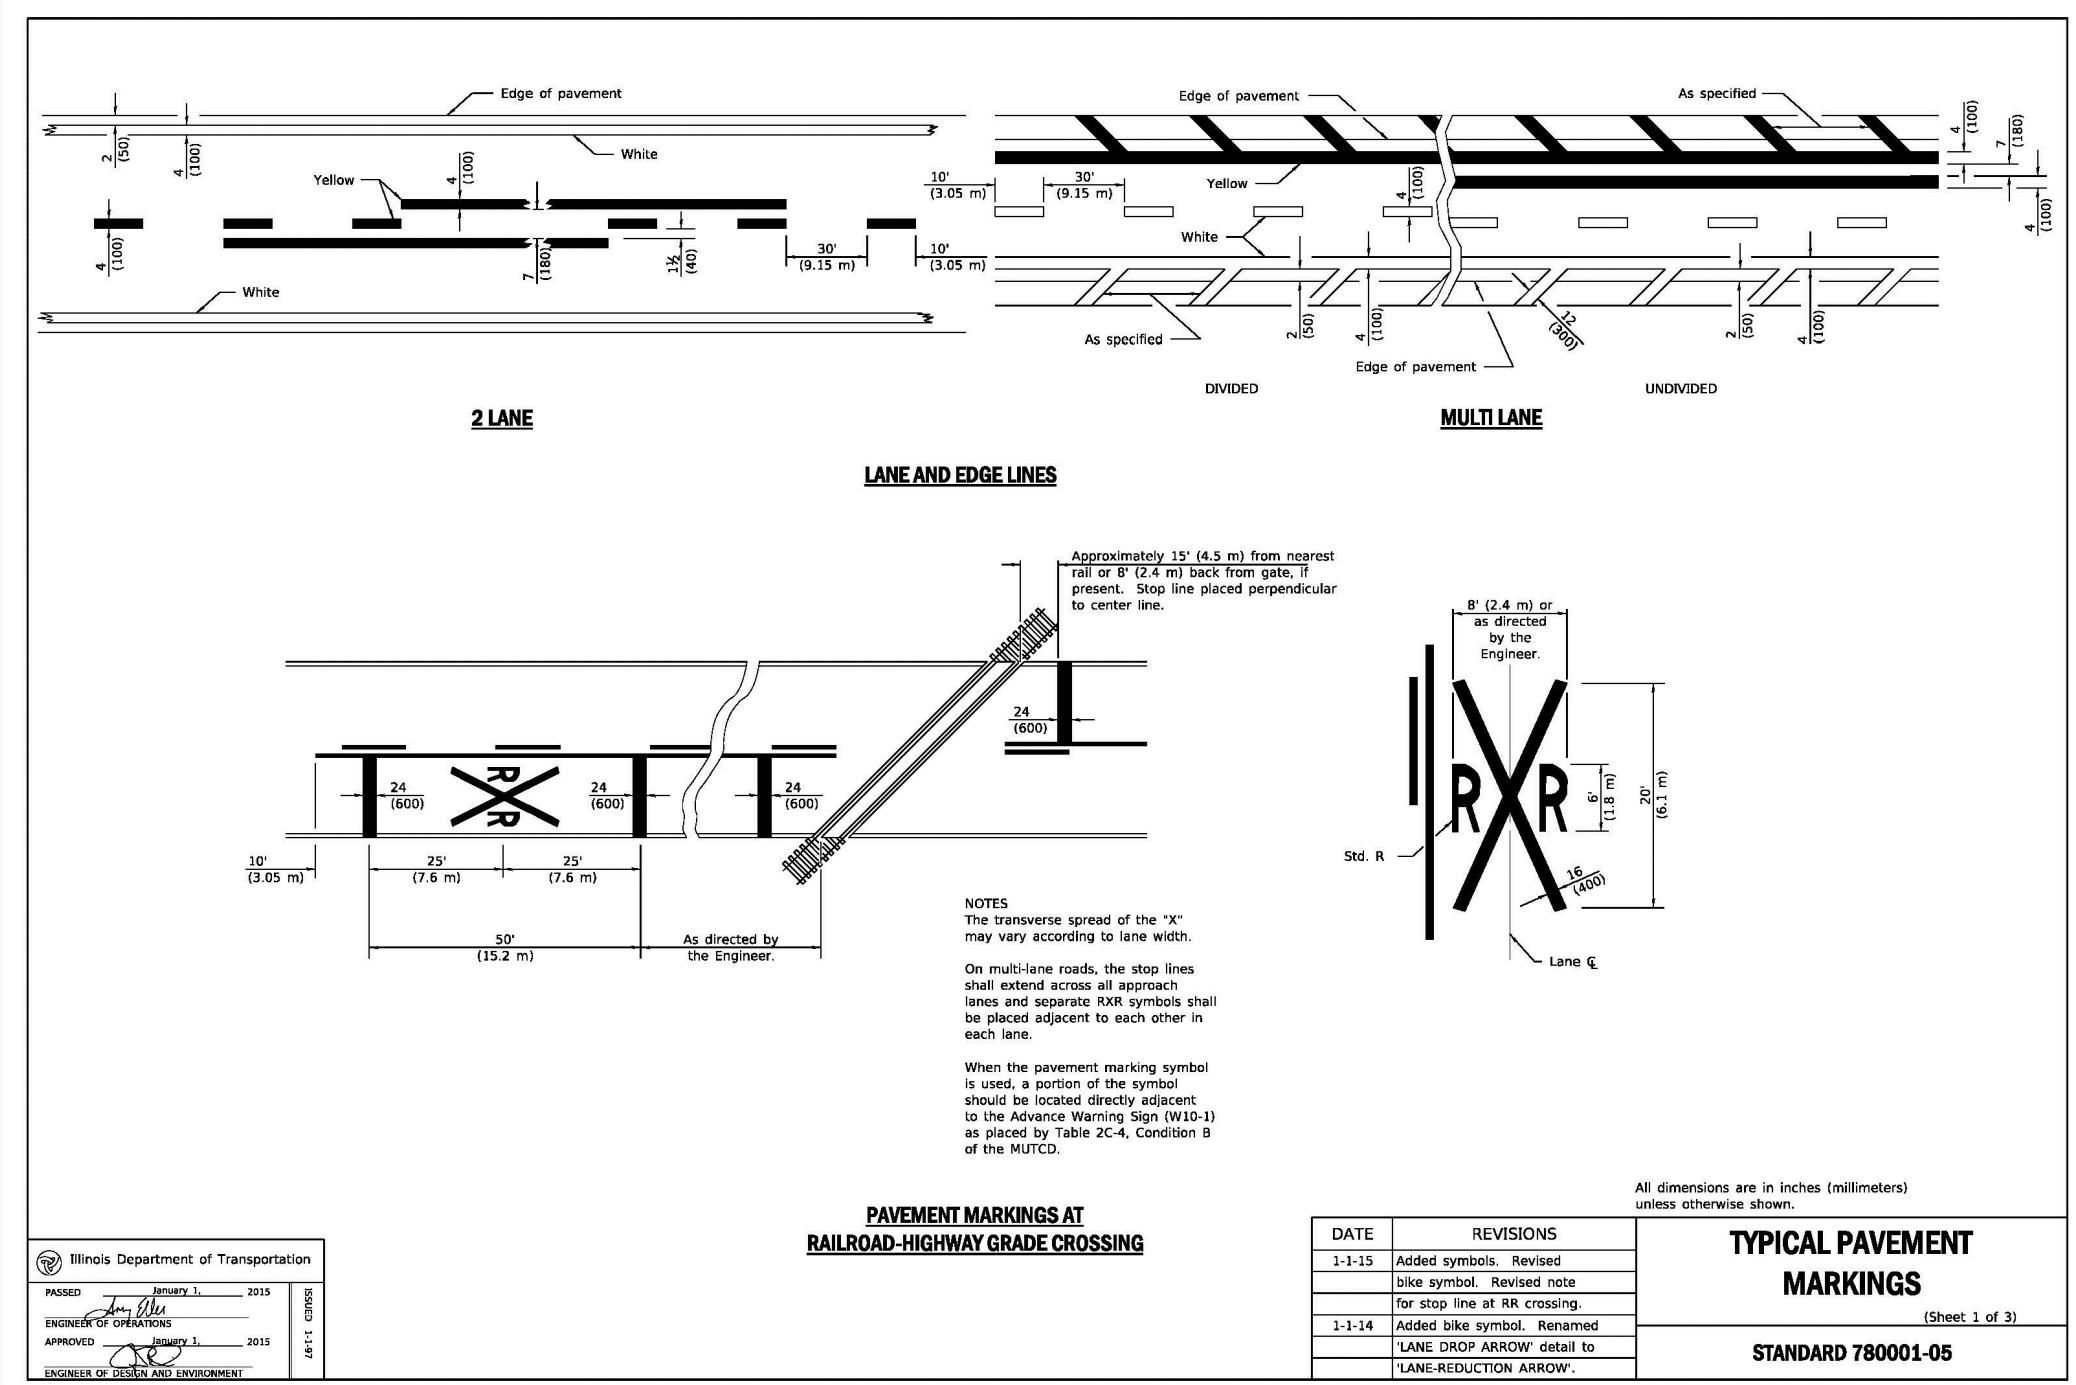 Edge of pavement
White
2
(50)
4
(100)
Yellow
4
(100)
4
(100)
7
(180)
1½
(40)
30'
(9.15 m)
10'
(3.05 m)
White
2 LANE
Edge of pavement
As specified
4
(100)
7
(180)
4
(100)
10'
(3.05 m)
30'
(9.15 m)
Yellow
4
(100)
White
As specified
2
(50)
4
(100)
12
(300)
2
(50)
4
(100)
Edge of pavement
DIVIDED
UNDIVIDED
MULTI LANE
LANE AND EDGE LINES
Approximately 15' (4.5 m) from nearest
rail or 8' (2.4 m) back from gate, if
present. Stop line placed perpendicular
to center line.
24
(600)
24
(600)
R
R
24
(600)
24
(600)
10'
(3.05 m)
25'
(7.6 m)
25'
(7.6 m)
50'
(15.2 m)
As directed by
the Engineer.
8' (2.4 m) or
as directed
by the
Engineer.
RXR
6'
(1.8 m)
20'
(6.1 m)
Std. R
16
(400)
Lane ℄
NOTES
The transverse spread of the "X"
may vary according to lane width.
On multi-lane roads, the stop lines
shall extend across all approach
lanes and separate RXR symbols shall
be placed adjacent to each other in
each lane.
When the pavement marking symbol
is used, a portion of the symbol
should be located directly adjacent
to the Advance Warning Sign (W10-1)
as placed by Table 2C-4, Condition B
of the MUTCD.
PAVEMENT MARKINGS AT
RAILROAD-HIGHWAY GRADE CROSSING
All dimensions are in inches (millimeters)
unless otherwise shown.
Illinois Department of Transportation
PASSED January 1, 2015
ENGINEER OF OPERATIONS
APPROVED January 1, 2015
ENGINEER OF DESIGN AND ENVIRONMENT
ISSUED 1-1-97
DATE REVISIONS
1-1-15 Added symbols. Revised
bike symbol. Revised note
for stop line at RR crossing.
1-1-14 Added bike symbol. Renamed
'LANE DROP ARROW' detail to
'LANE-REDUCTION ARROW'.
TYPICAL PAVEMENT
MARKINGS
(Sheet 1 of 3)
STANDARD 780001-05